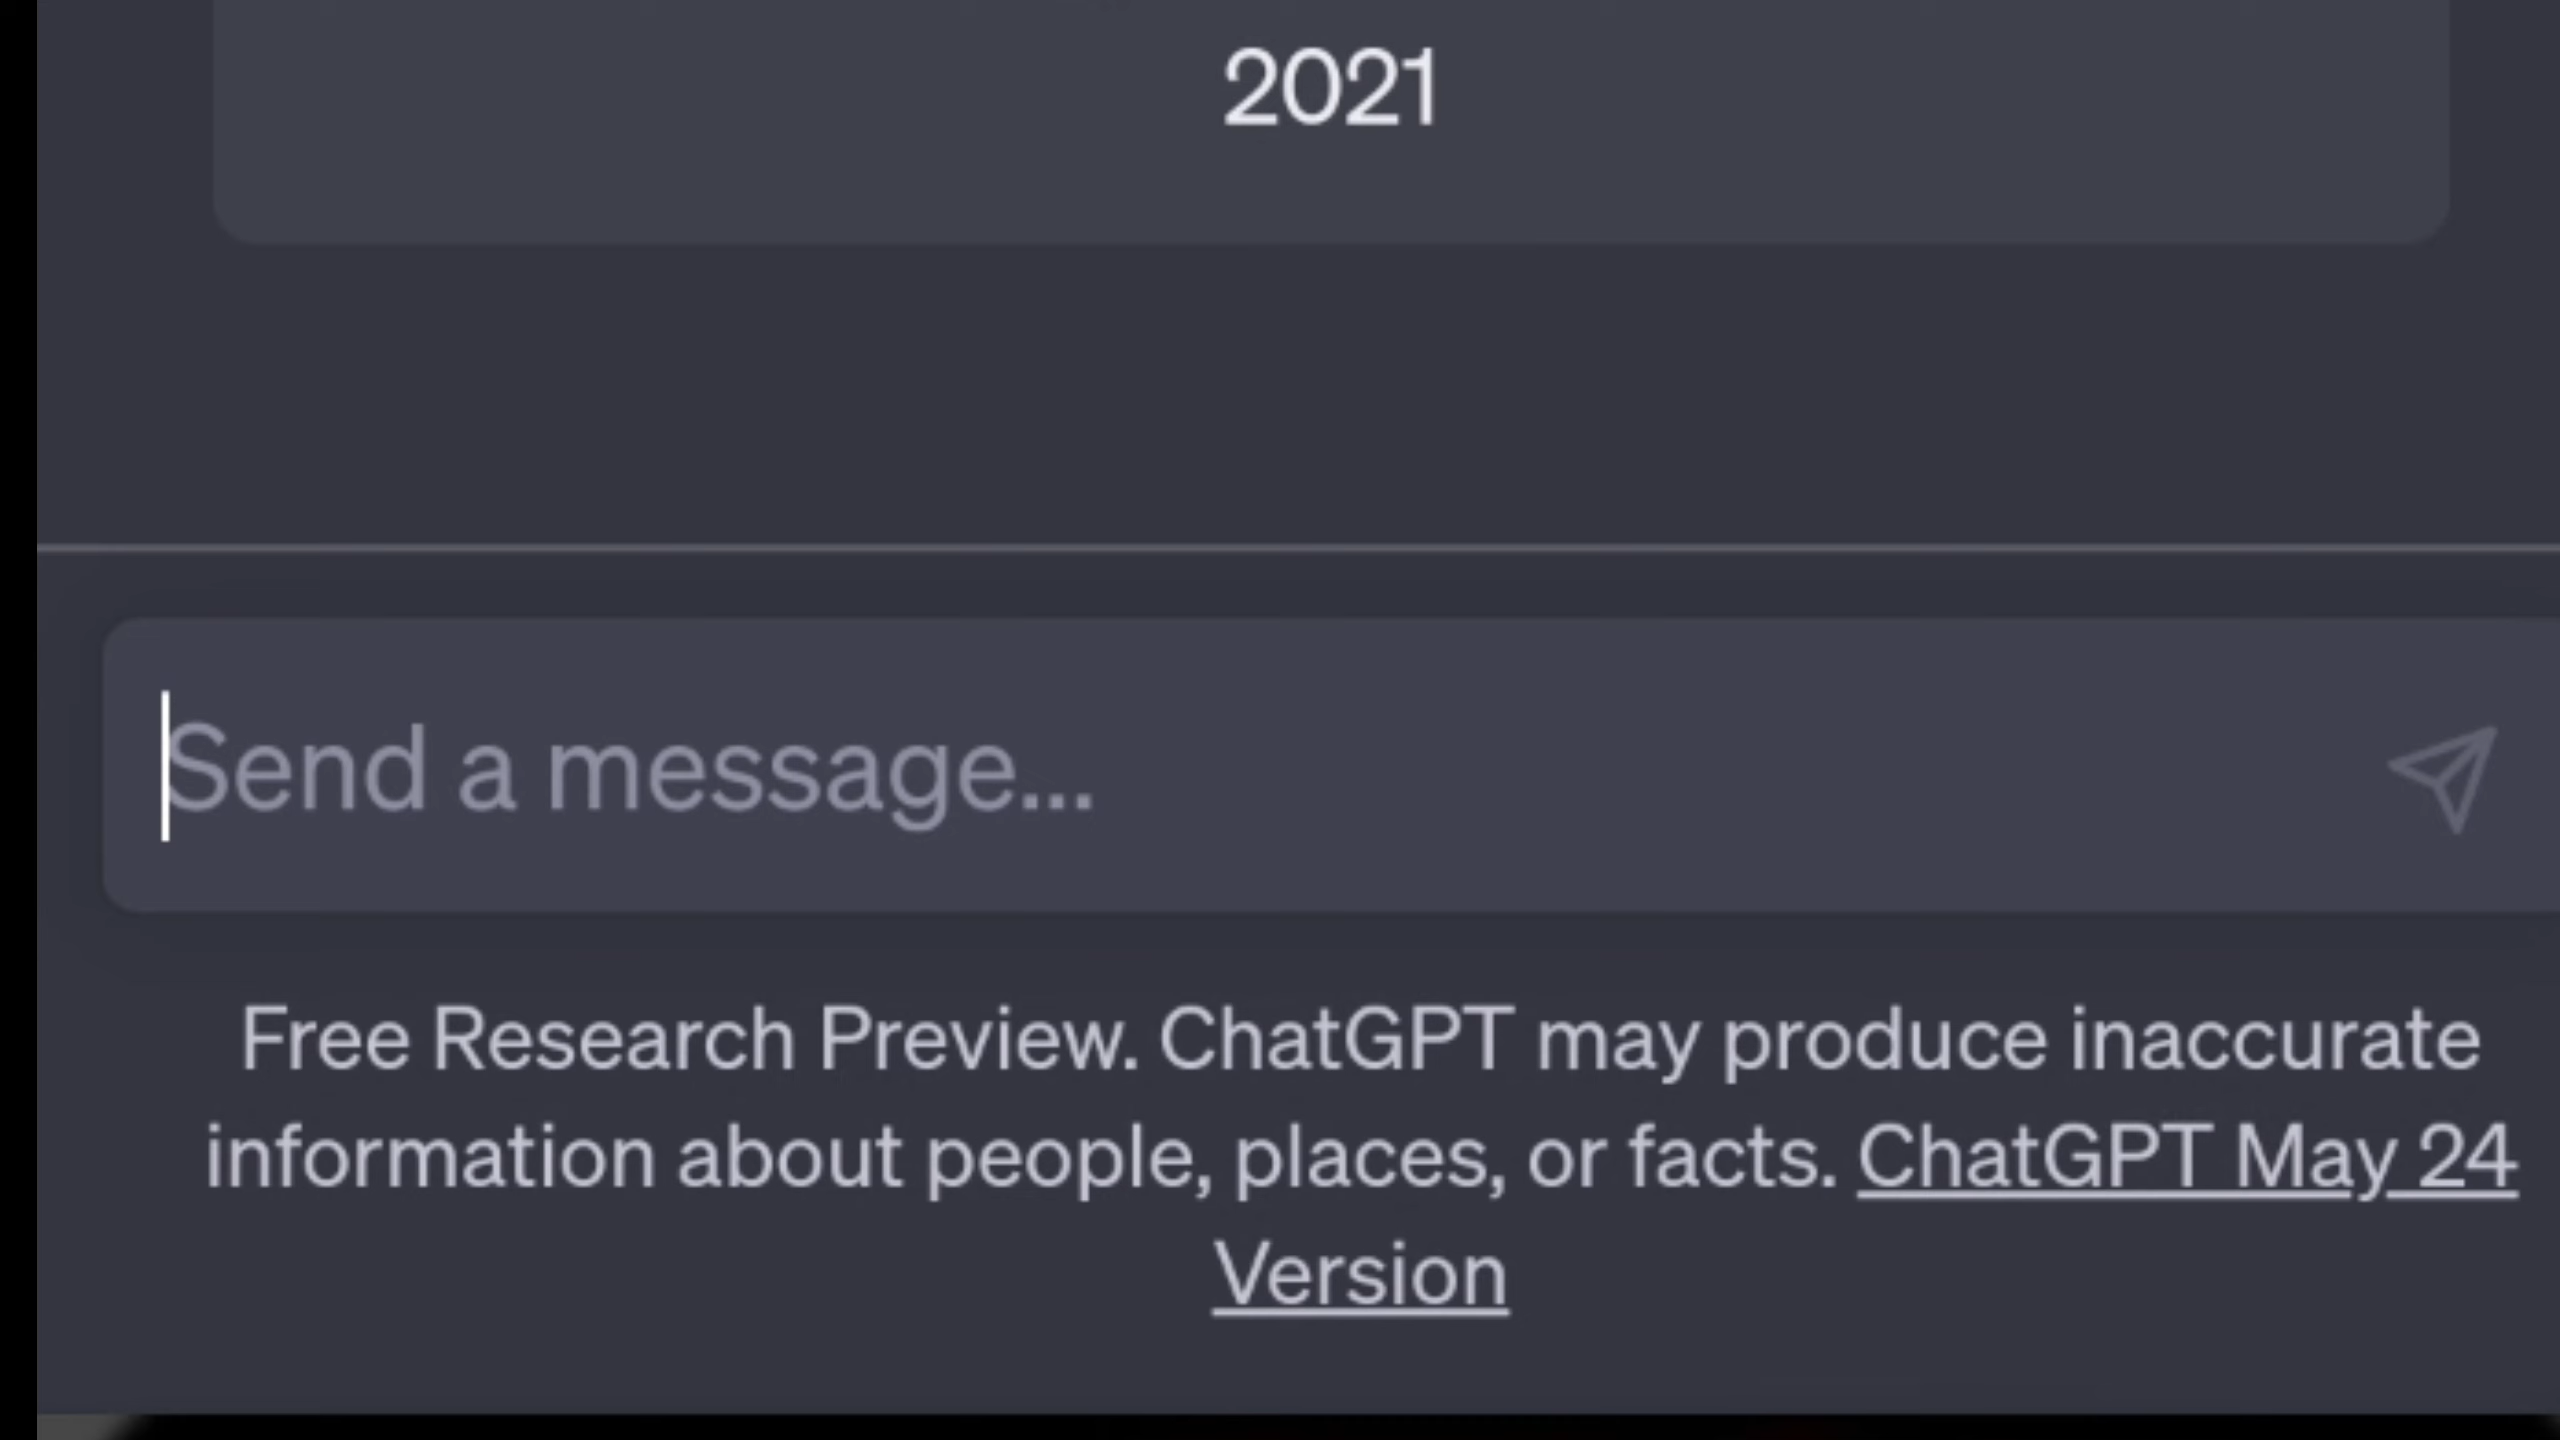 2021
Send a message...
Free Research Preview. ChatGPT may produce inaccurate
information about people, places, or facts. ChatGPT May 24
Version